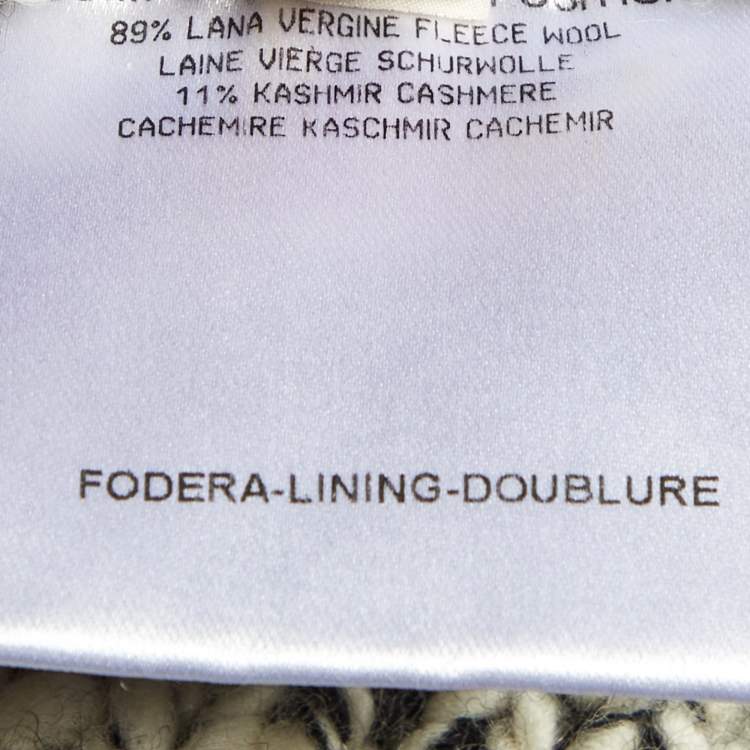 89% LANA VERGINE FLEECE WOOL
LAINE VIERGE SCHURWOLLE
11% KASHMIR CASHMERE
CACHEMIRE KASCHMIR CACHEMIR
FODERA-LINING-DOUBLURE